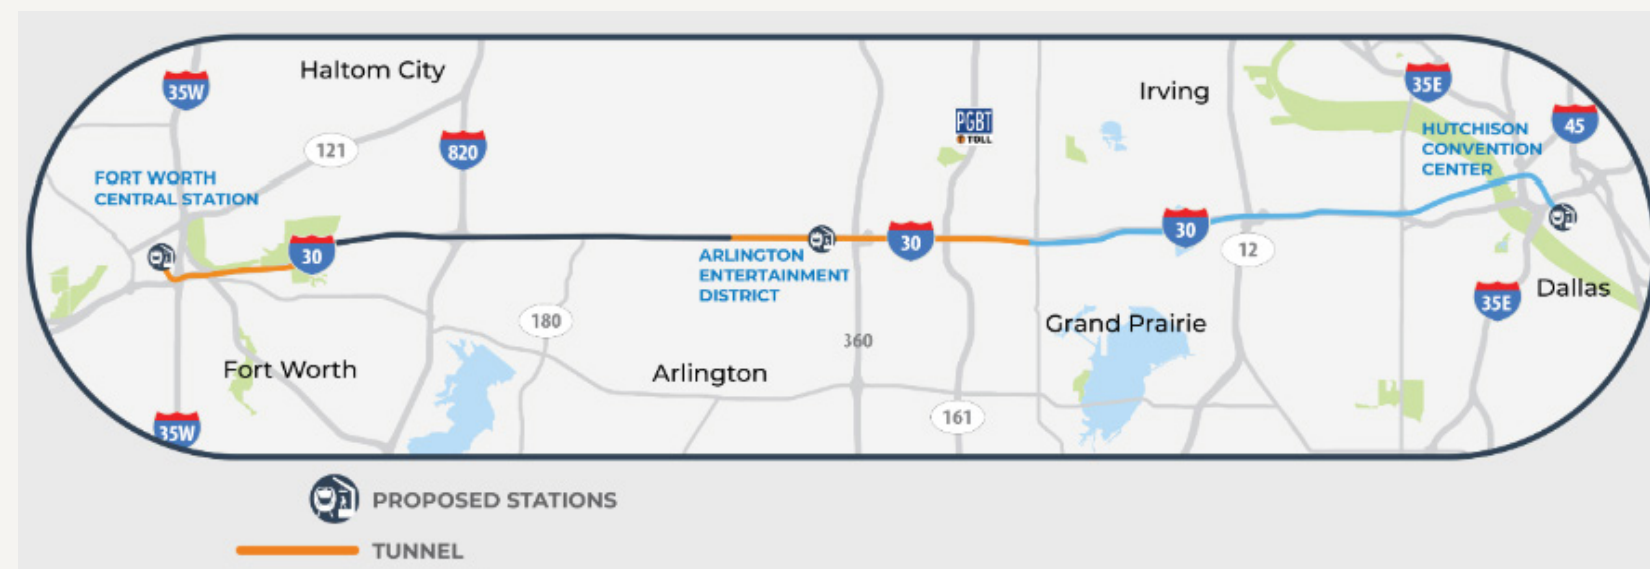 Haltom City
35W
121
820
PGBT
TOLL
Irving
35E
45
HUTCHISON
CONVENTION
CENTER
FORT WORTH
CENTRAL STATION
30
ARLINGTON
ENTERTAINMENT
DISTRICT
30
30
12
35E
Dallas
180
360
Grand Prairie
Fort Worth
Arlington
161
35W
PROPOSED STATIONS
TUNNEL